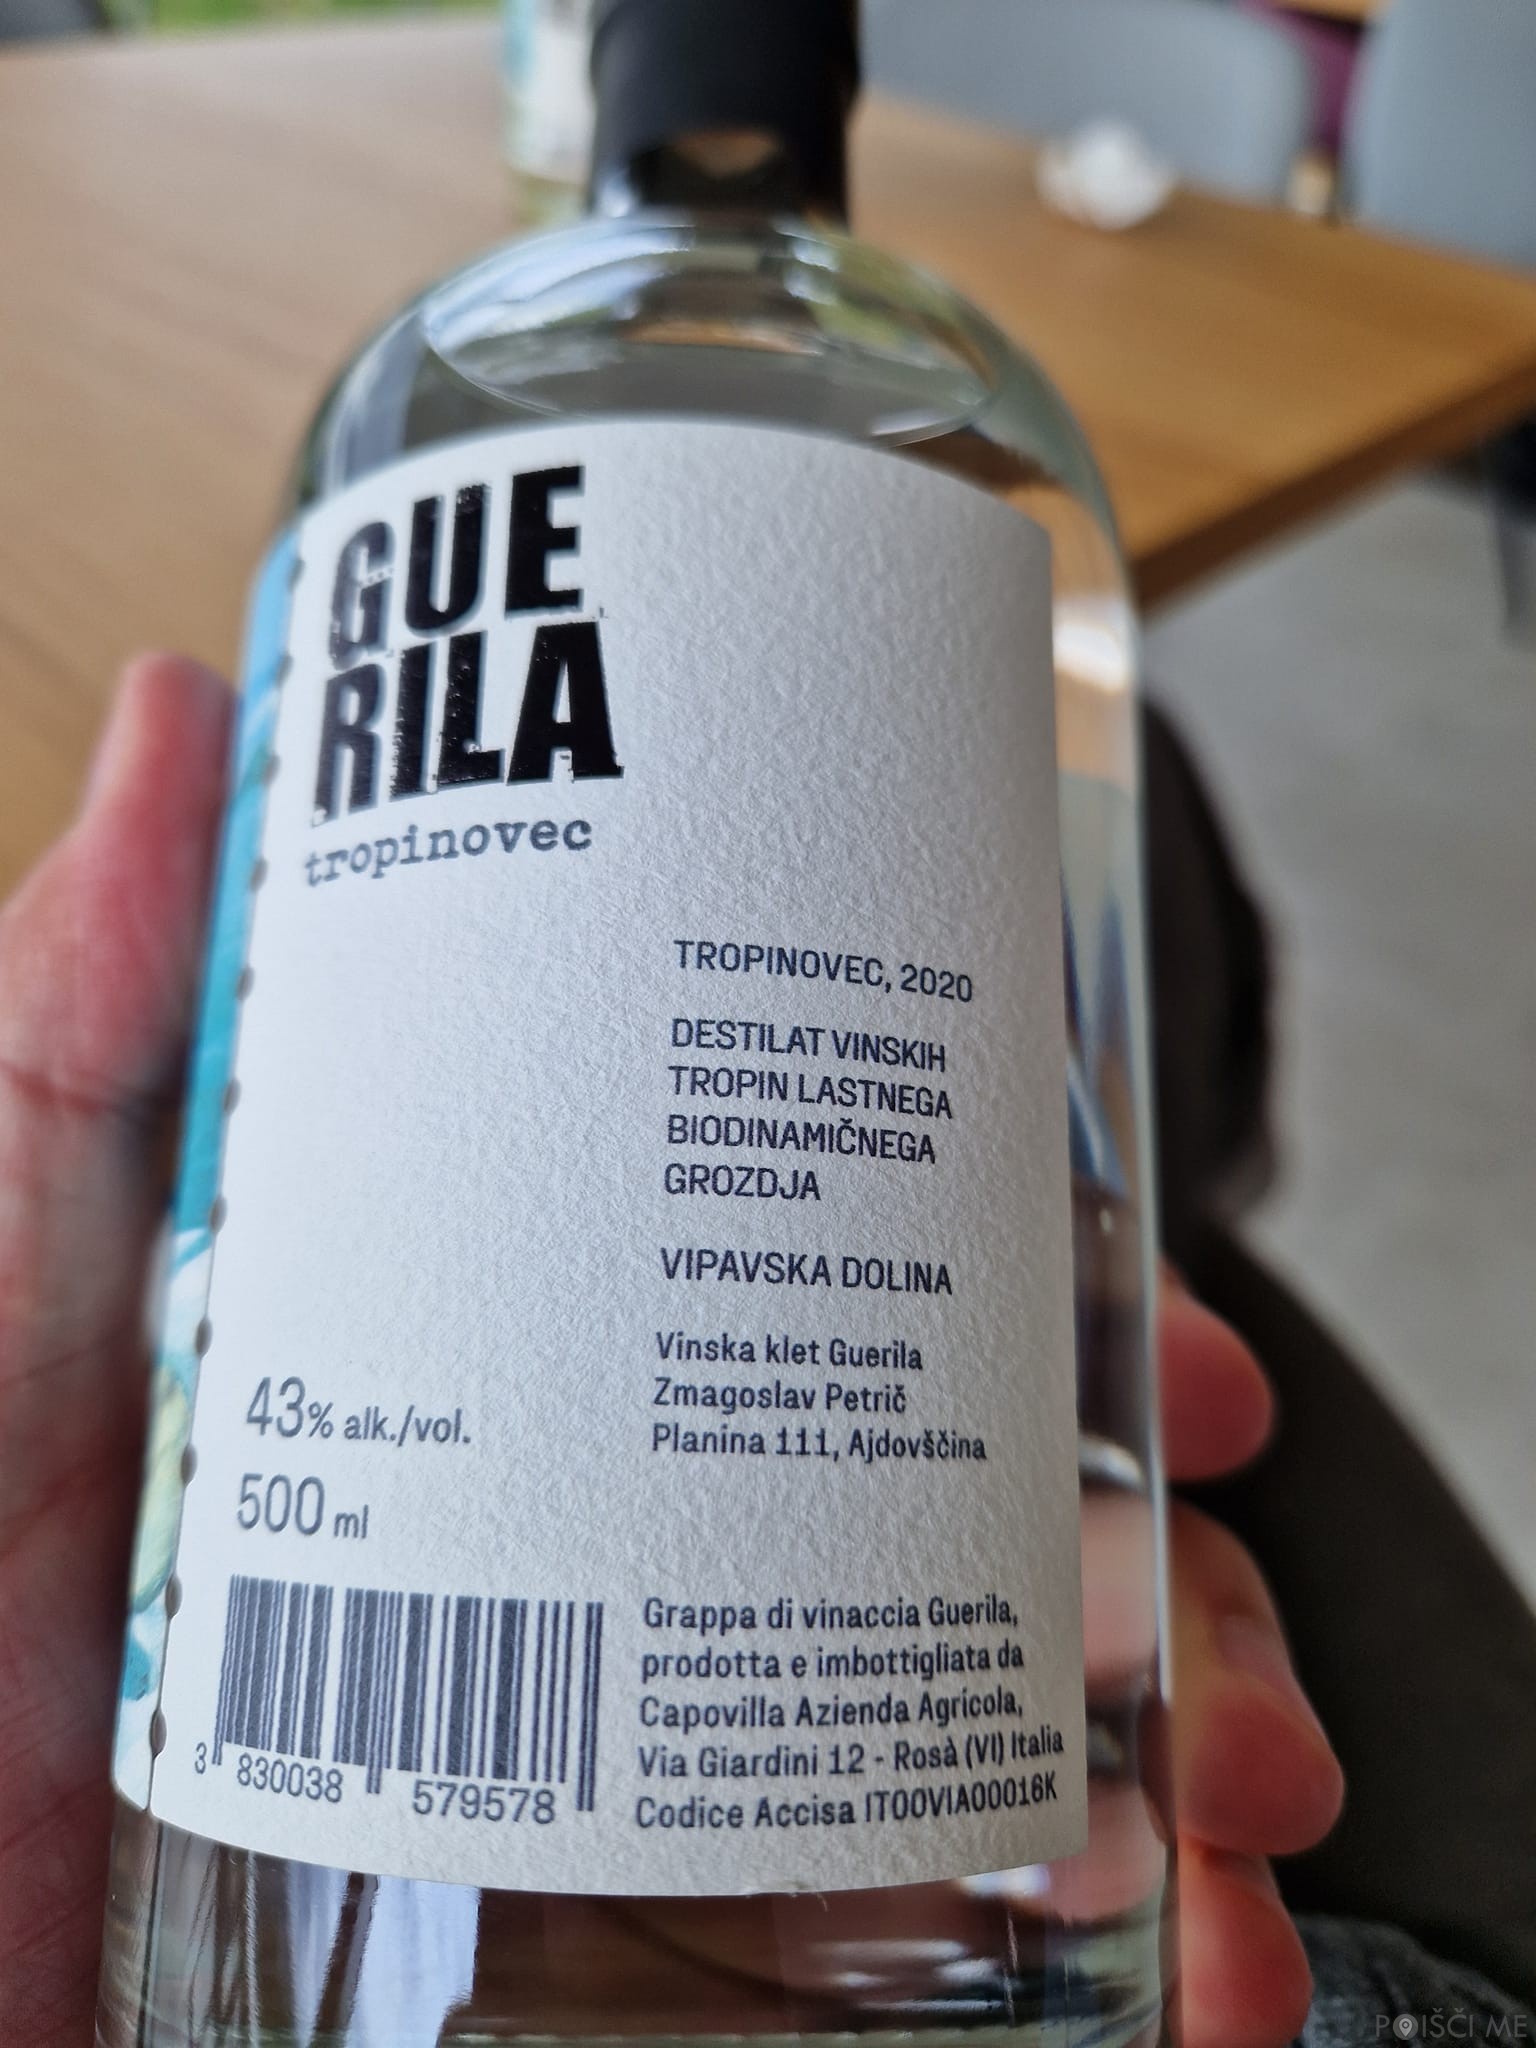 GUE
RILA
tropinovec
TROPINOVEC, 2020
DESTILAT VINSKIH
TROPIN LASTNEGA
BIODINAMIČNEGA
GROZDJA
VIPAVSKA DOLINA
Vinska klet Guerila
Zmagoslav Petrič
Planina 111, Ajdovščina
43% alk./vol.
500 ml
3 830038 579578
Grappa di vinaccia Guerila,
prodotta e imbottigliata da
Capovilla Azienda Agricola,
Via Giardini 12 - Rosà (VI) Italia
Codice Accisa IT00VIA00016K
POIŠČI ME